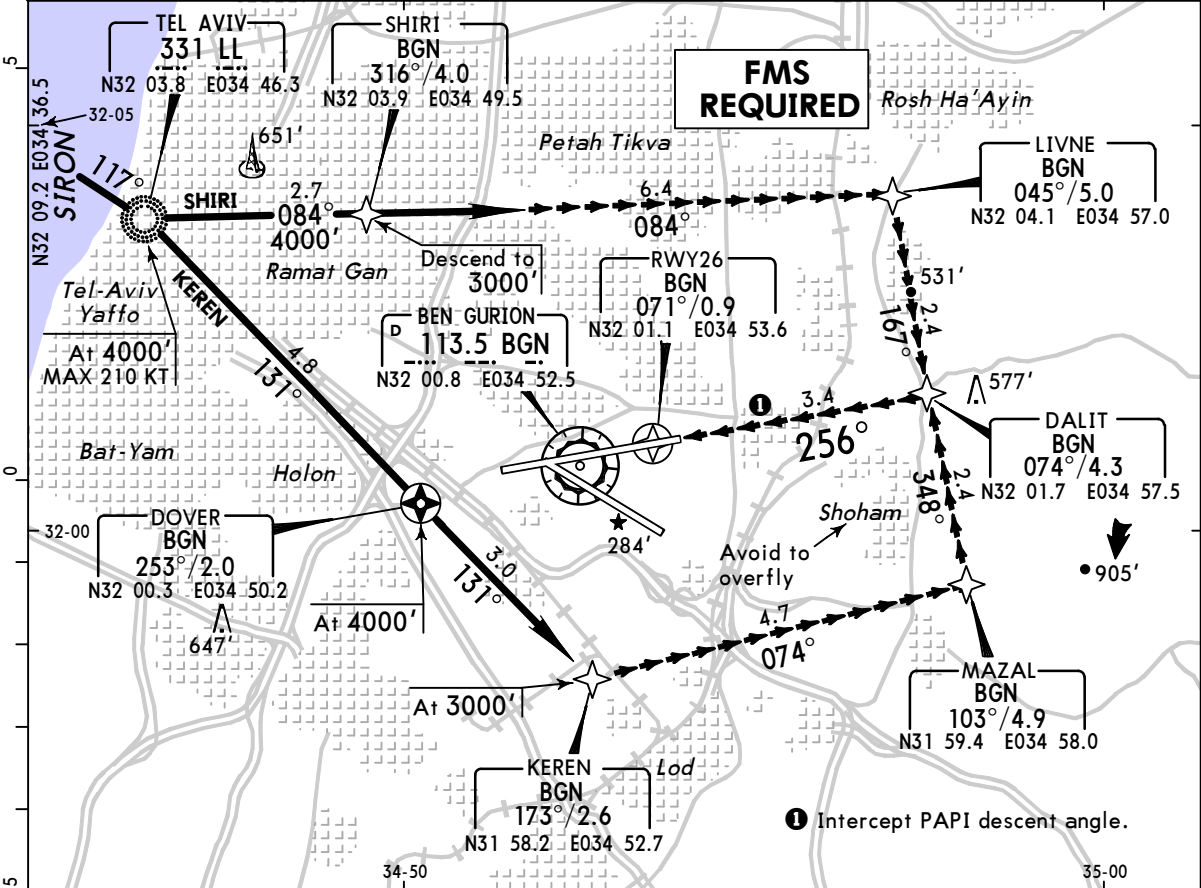 TEL AVIV
331 LL
N32 03.8 E034 46.3
SHIRI
BGN
316°/4.0
N32 03.9 E034 49.5
FMS
REQUIRED
Rosh Ha'Ayin
5
32-05
N32 09.2 E034 36.5
SIRON
117°
651'
Petah Tikva
LIVNE
BGN
045°/5.0
N32 04.1 E034 57.0
SHIRI
2.7
084°
4000'
6.4
084°
Descend to
3000'
Ramat Gan
KEREN
Tel-Aviv
Yaffo
At 4000'
MAX 210 KT
RWY26
BGN
071°/0.9
N32 01.1 E034 53.6
531'
2.4
167°
D
BEN GURION
113.5 BGN
N32 00.8 E034 52.5
4.8
131°
577'
1
3.4
256°
DALIT
BGN
074°/4.3
N32 01.7 E034 57.5
Bat-Yam
Holon
0
32-00
DOVER
BGN
253°/2.0
N32 00.3 E034 50.2
2.4
348°
Shoham
284'
Avoid to
overfly
905'
3.0
131°
At 4000'
647'
4.7
074°
At 3000'
MAZAL
BGN
103°/4.9
N31 59.4 E034 58.0
KEREN
BGN
173°/2.6
N31 58.2 E034 52.7
Lod
1 Intercept PAPI descent angle.
34-50
35-00
5